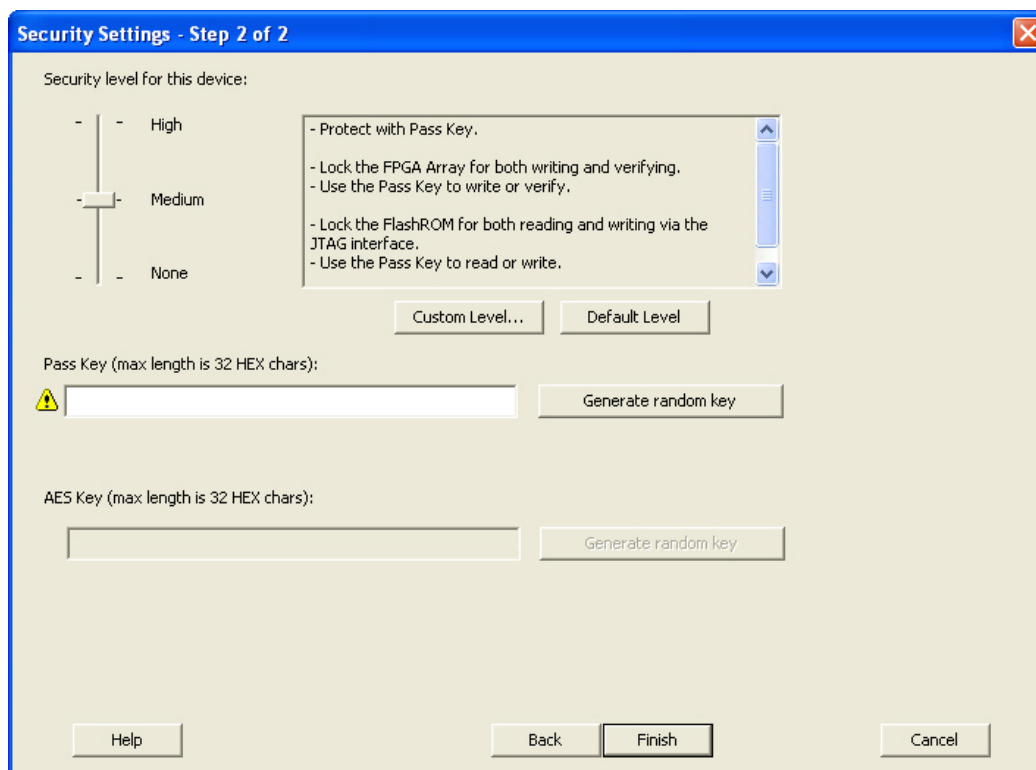 Security Settings - Step 2 of 2
Security level for this device:
High
Medium
None
- Protect with Pass Key.
- Lock the FPGA Array for both writing and verifying.
- Use the Pass Key to write or verify.
- Lock the FlashROM for both reading and writing via the
JTAG interface.
- Use the Pass Key to read or write.
Custom Level...
Default Level
Pass Key (max length is 32 HEX chars):
Generate random key
AES Key (max length is 32 HEX chars):
Generate random key
Help
Back
Finish
Cancel